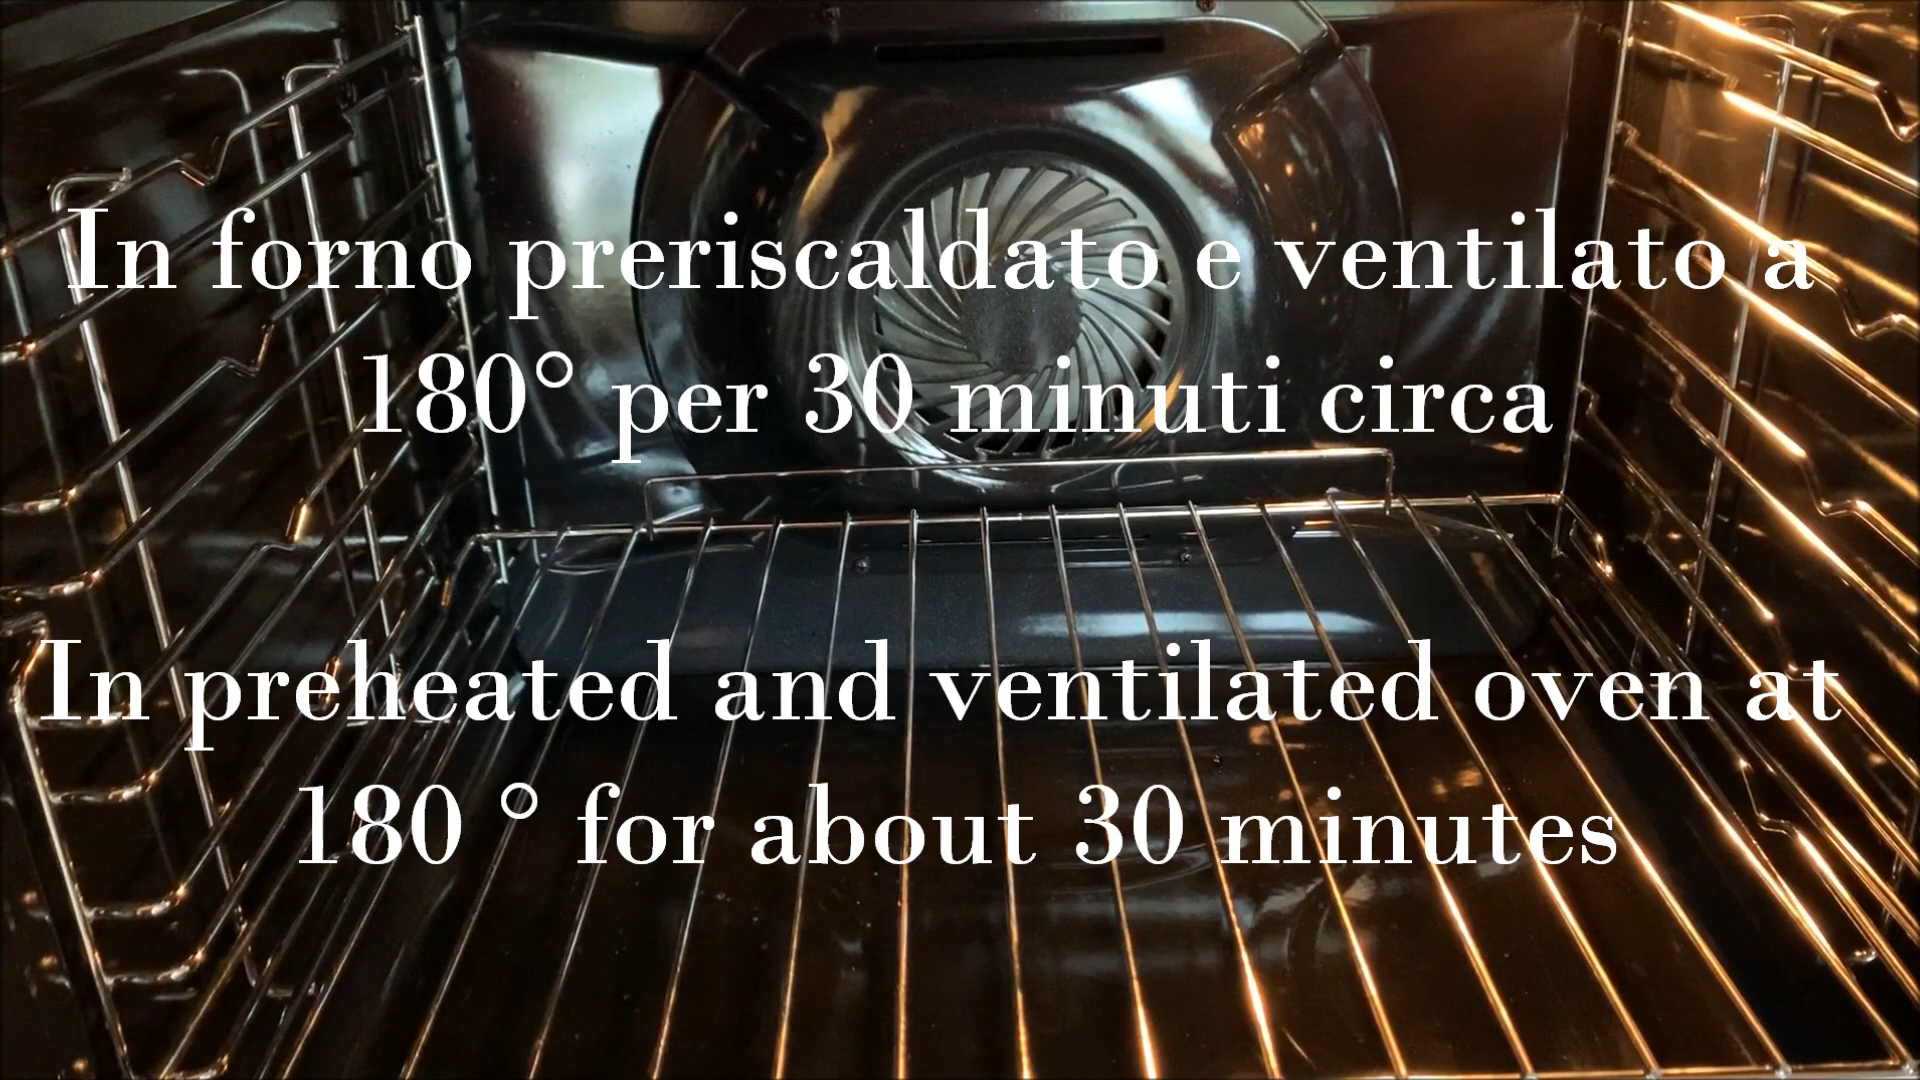 In forno preriscaldato e ventilato a
180° per 30 minuti circa
In preheated and ventilated oven at
180 ° for about 30 minutes